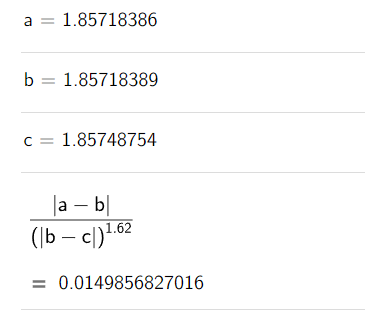 a = 1.85718386
b = 1.85718389
c = 1.85748754
|a − b|
(|b − c|)^1.62
= 0.0149856827016